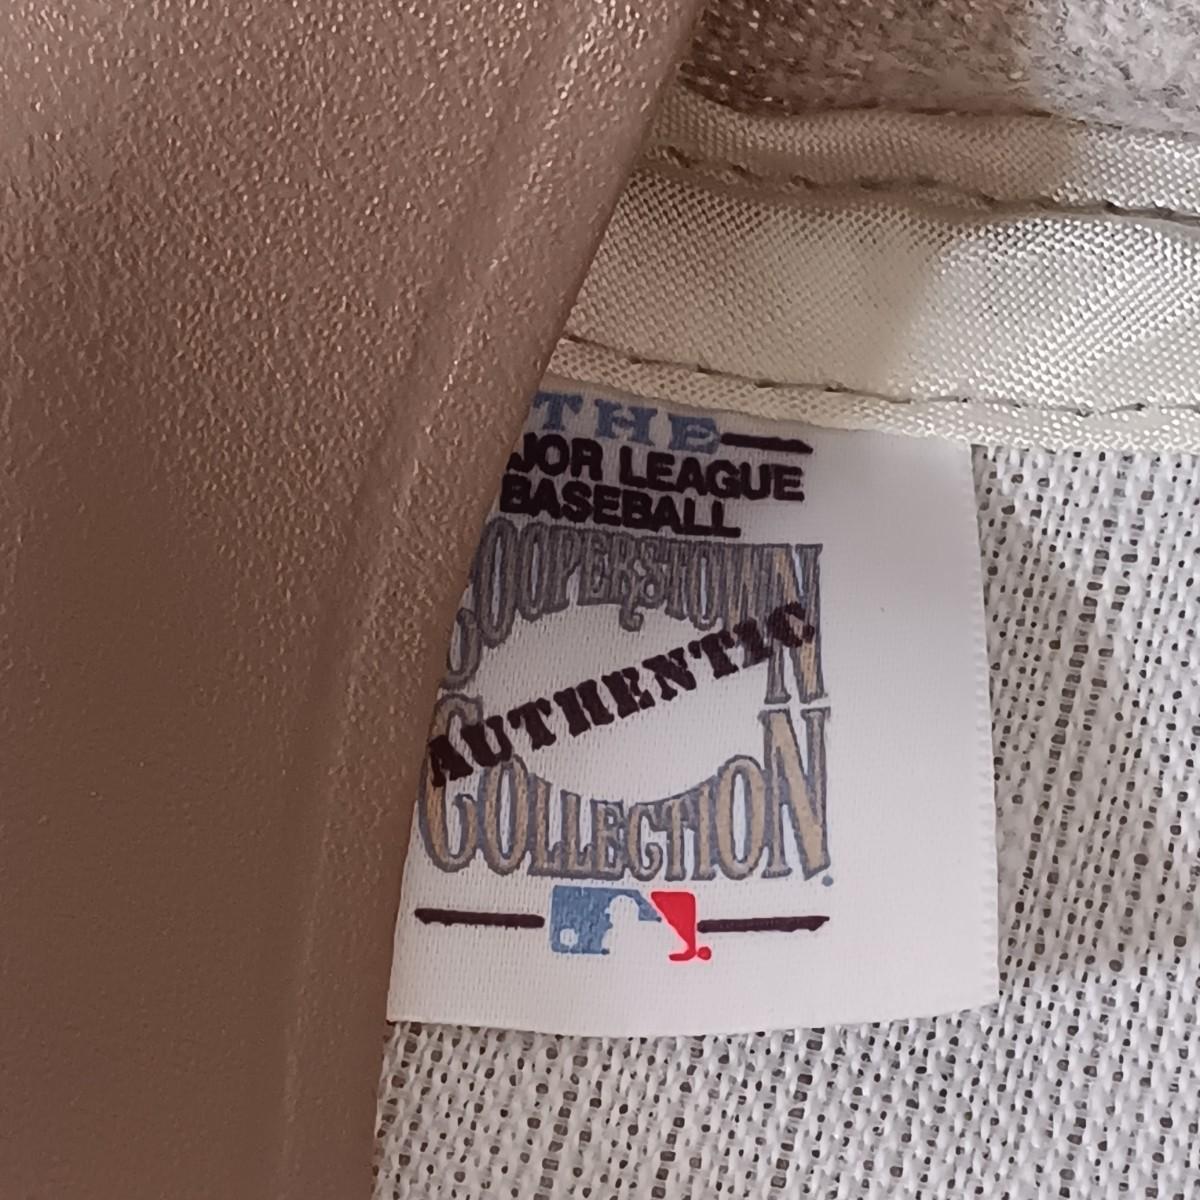 THE
JOR LEAGUE
BASEBALL
COOPERSTOWN
AUTHENTIC
COLLECTION